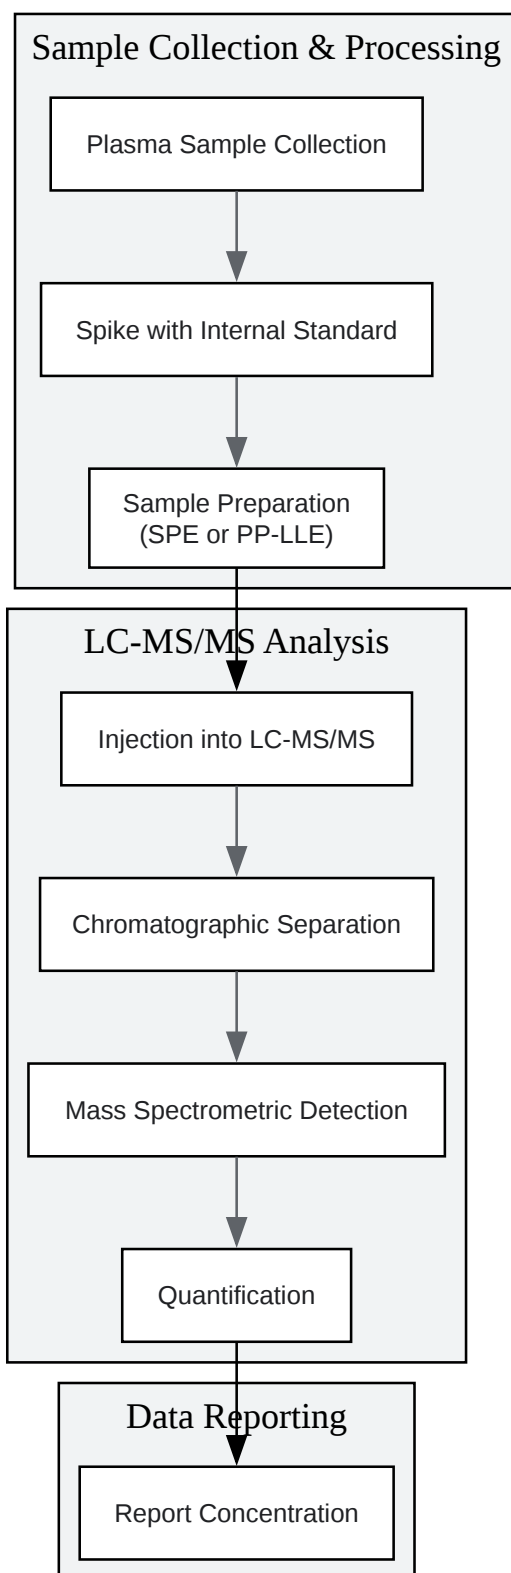 Sample Collection & Processing
Plasma Sample Collection
Spike with Internal Standard
Sample Preparation
(SPE or PP-LLE)
LC-MS/MS Analysis
Injection into LC-MS/MS
Chromatographic Separation
Mass Spectrometric Detection
Quantification
Data Reporting
Report Concentration